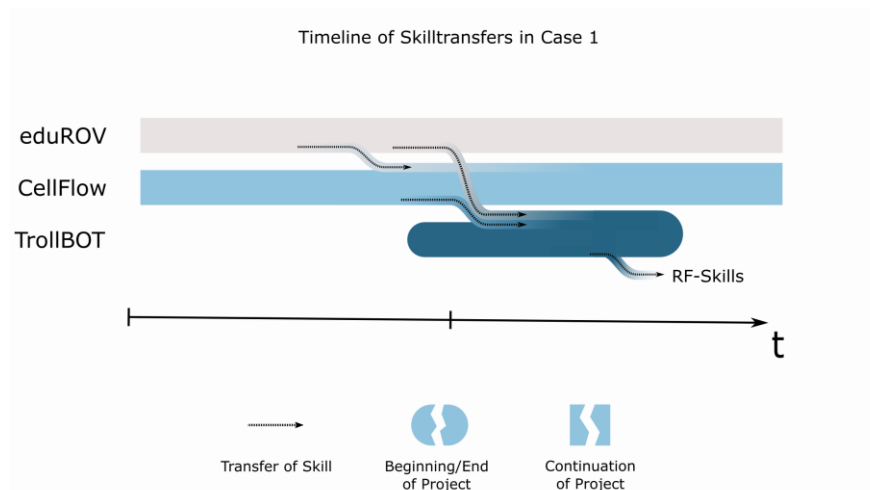 Timeline of Skilltransfers in Case 1
eduROV
CellFlow
TrollBOT
RF-Skills
t
Transfer of Skill
Beginning/End
of Project
Continuation
of Project